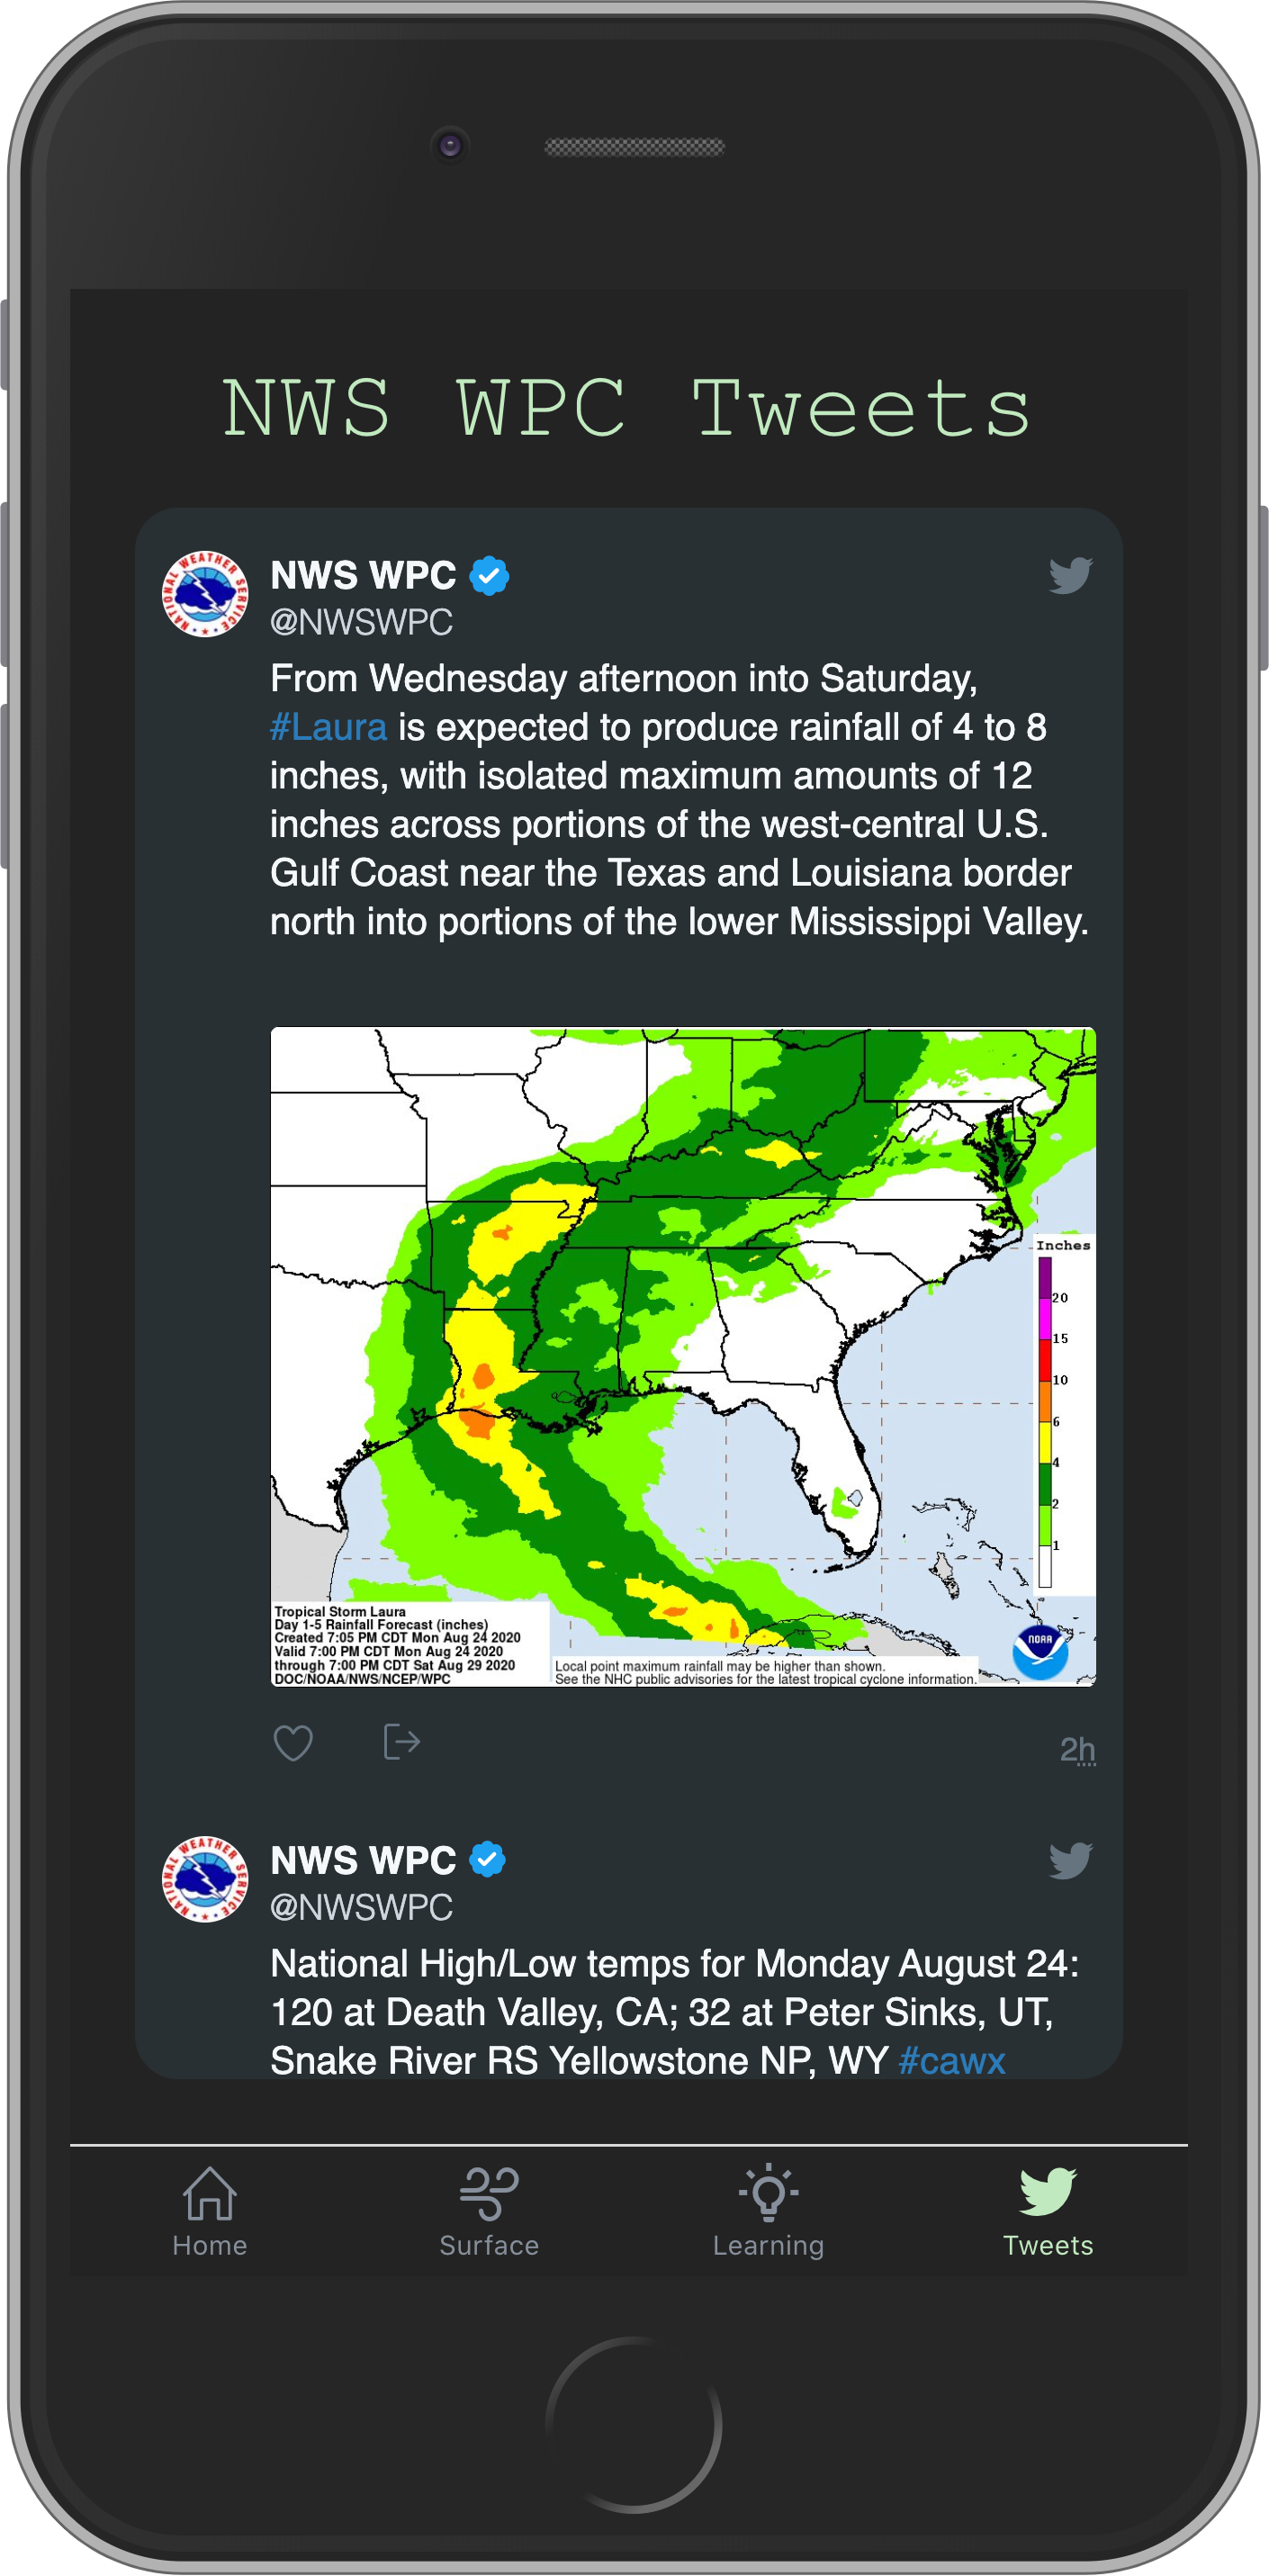 NWS WPC Tweets
NATIONAL WEATHER SERVICE
NWS WPC
@NWSWPC
From Wednesday afternoon into Saturday,
#Laura is expected to produce rainfall of 4 to 8
inches, with isolated maximum amounts of 12
inches across portions of the west-central U.S.
Gulf Coast near the Texas and Louisiana border
north into portions of the lower Mississippi Valley.
Inches
20
15
10
6
4
2
1
Tropical Storm Laura
Day 1-5 Rainfall Forecast (inches)
Created 7:05 PM CDT Mon Aug 24 2020
Valid 7:00 PM CDT Mon Aug 24 2020
through 7:00 PM CDT Sat Aug 29 2020
DOC/NOAA/NWS/NCEP/WPC
Local point maximum rainfall may be higher than shown.
See the NHC public advisories for the latest tropical cyclone information.
NOAA
2h
NATIONAL WEATHER SERVICE
NWS WPC
@NWSWPC
National High/Low temps for Monday August 24:
120 at Death Valley, CA; 32 at Peter Sinks, UT,
Snake River RS Yellowstone NP, WY #cawx
Home
Surface
Learning
Tweets